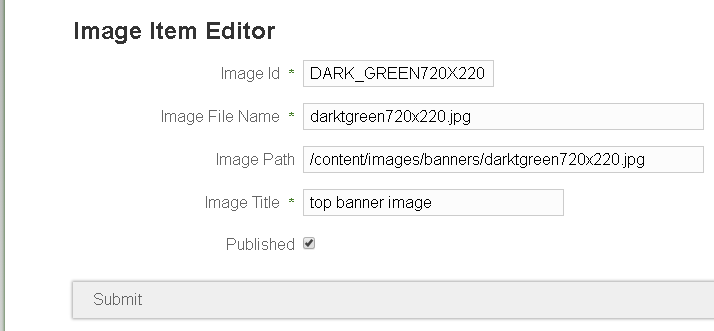 Image Item Editor
Image Id * DARK_GREEN720X220
Image File Name * darktgreen720x220.jpg
Image Path /content/images/banners/darktgreen720x220.jpg
Image Title * top banner image
Published
Submit